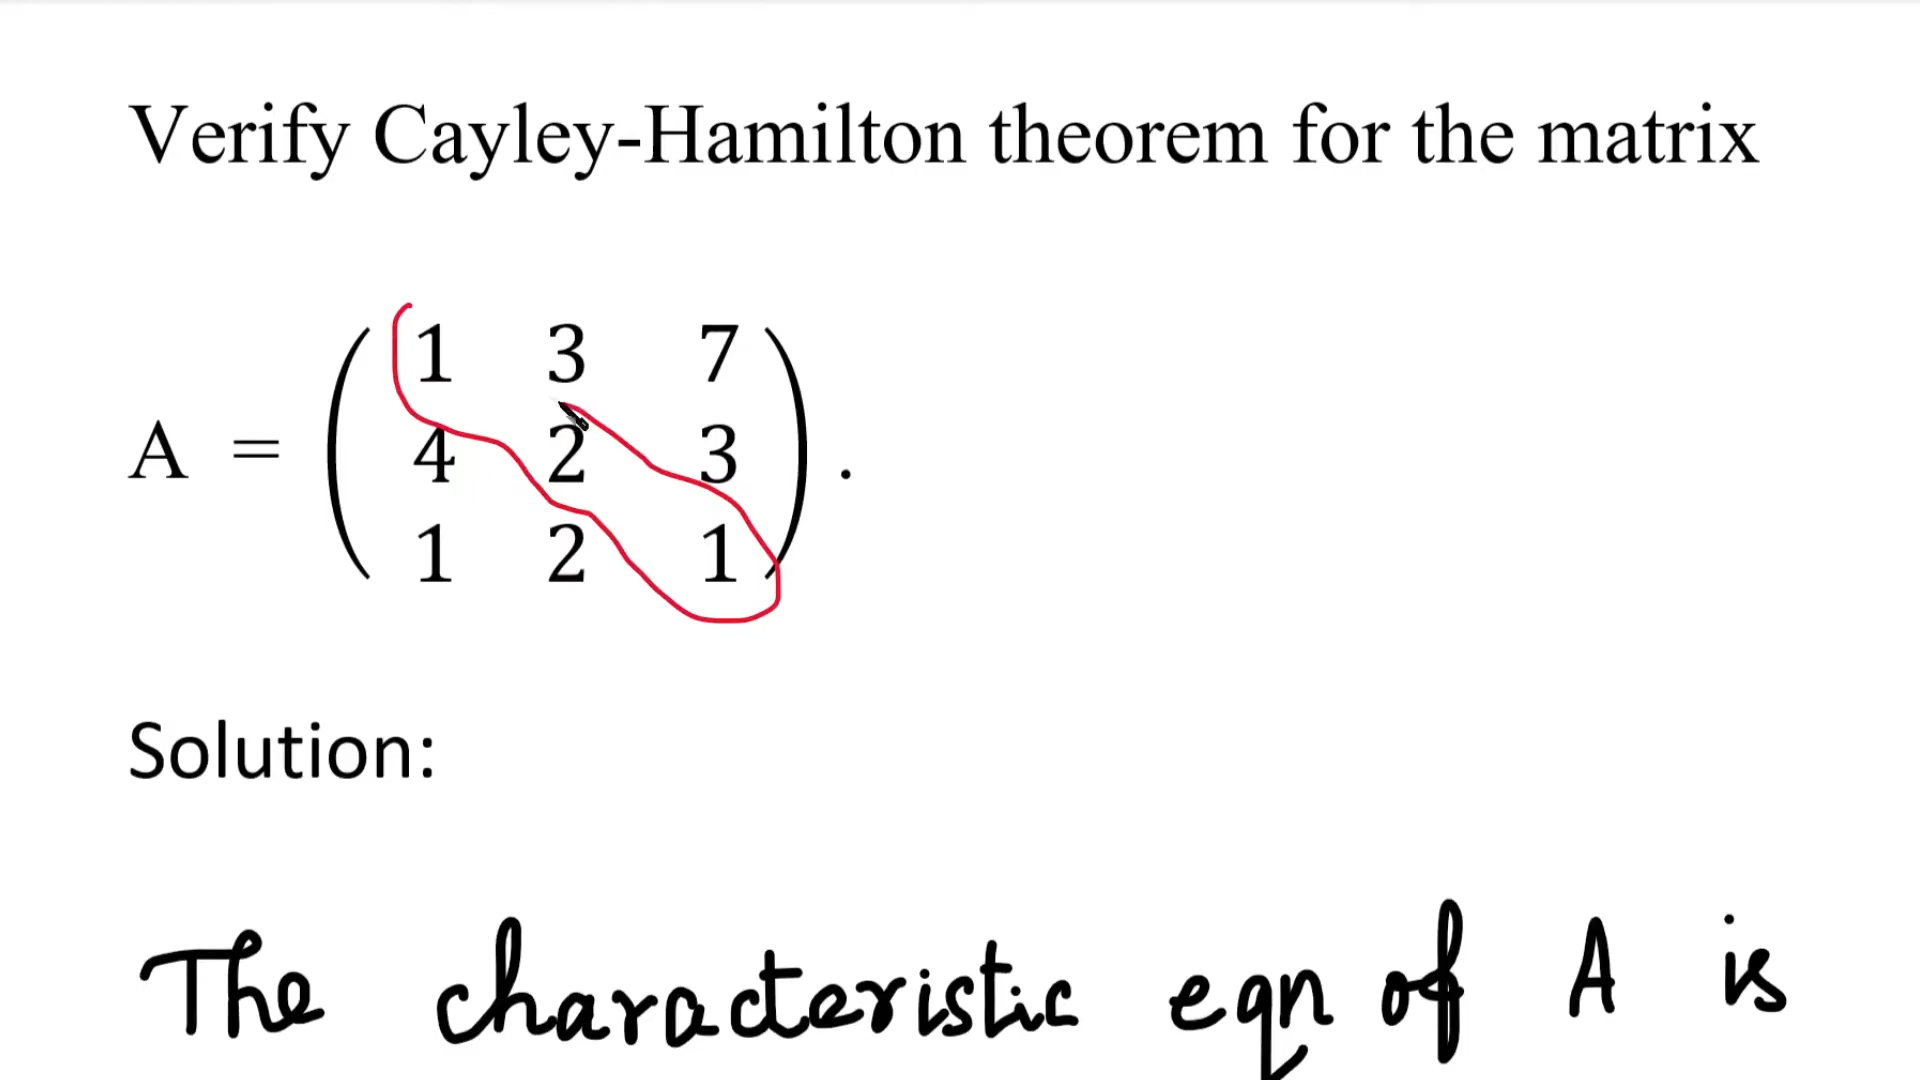 Verify Cayley-Hamilton theorem for the matrix
1 3 7
A = ( 4 2 3 ) .
1 2 1
Solution:
The characteristic eqn of A is